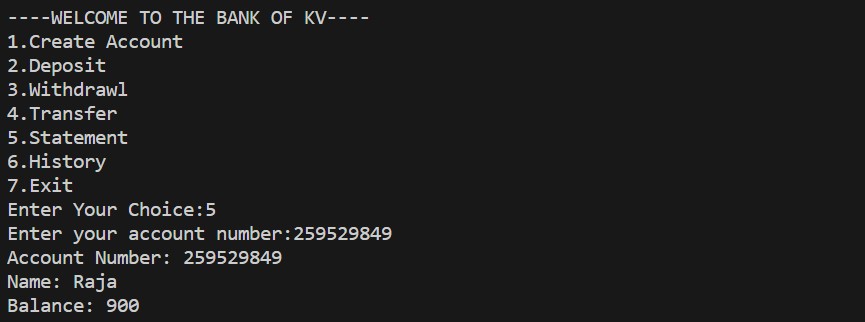 ----WELCOME TO THE BANK OF KV----
1.Create Account
2.Deposit
3.Withdrawl
4.Transfer
5.Statement
6.History
7.Exit
Enter Your Choice:5
Enter your account number:259529849
Account Number: 259529849
Name: Raja
Balance: 900